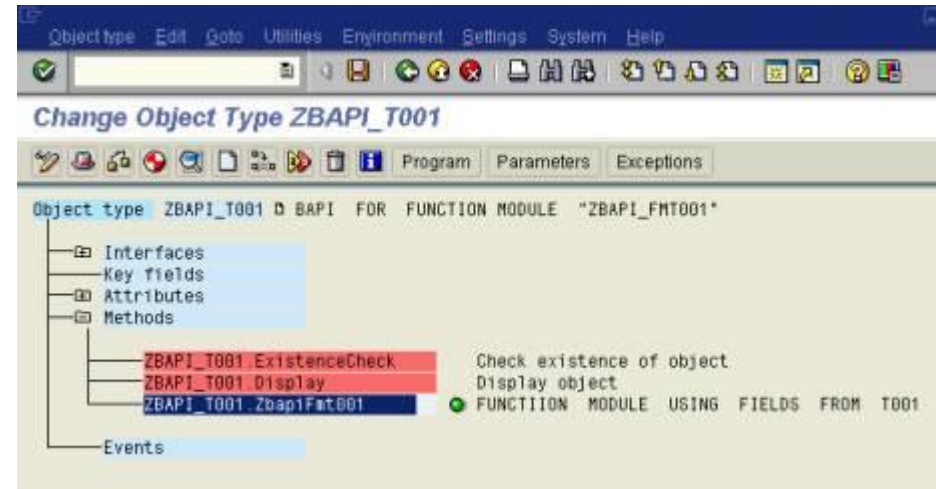 Object type Edit Goto Utilities Environment Settings System Help
Change Object Type ZBAPI_T001
Program Parameters Exceptions
Object type ZBAPI_T001 BAPI FOR FUNCTION MODULE "ZBAPI_FMT001"
Interfaces
Key fields
Attributes
Methods
ZBAPI_T001.ExistenceCheck Check existence of object
ZBAPI_T001.Display Display object
ZBAPI_T001.ZbapiFmt001 FUNCTIION MODULE USING FIELDS FROM T001
Events